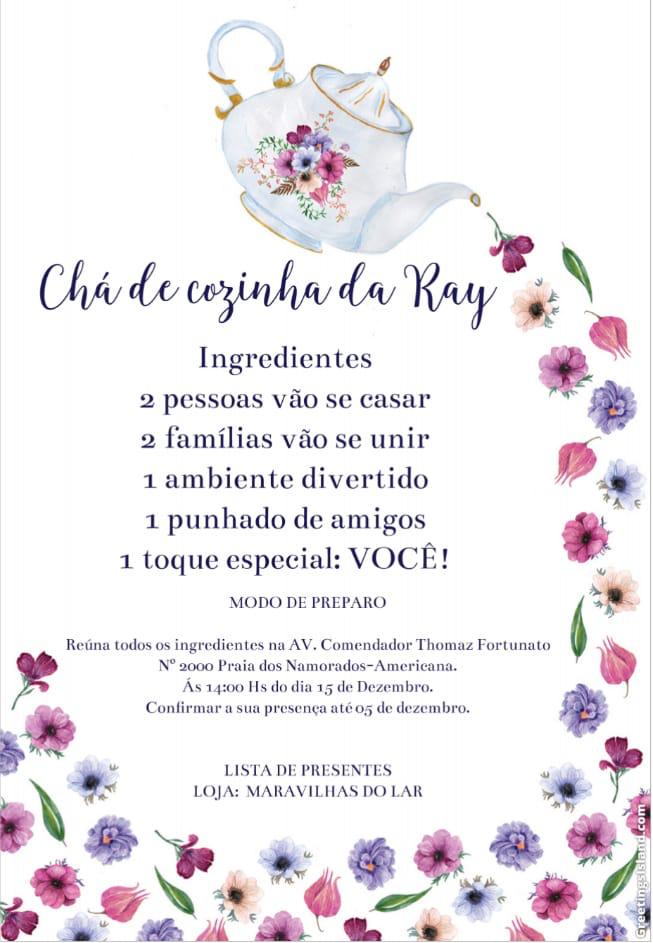 Chá de cozinha da Ray
Ingredientes
2 pessoas vão se casar
2 famílias vão se unir
1 ambiente divertido
1 punhado de amigos
1 toque especial: VOCÊ!
MODO DE PREPARO
Reúna todos os ingredientes na AV. Comendador Thomaz Fortunato
Nº 2000 Praia dos Namorados-Americana.
Ás 14:00 Hs do dia 15 de Dezembro.
Confirmar a sua presença até 05 de dezembro.
LISTA DE PRESENTES
LOJA: MARAVILHAS DO LAR
GreetingsIsland.com